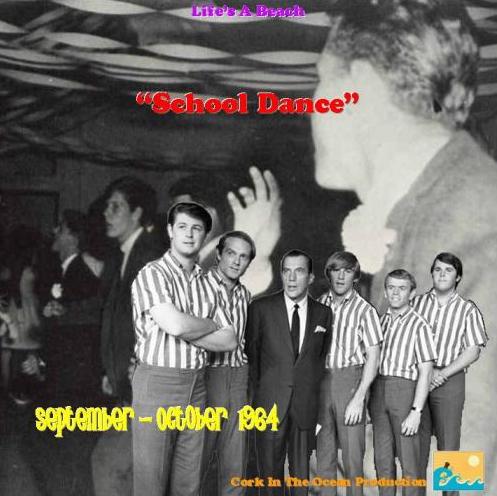 Life's A Beach
“School Dance”
September - October 1964
Cork In The Ocean Production